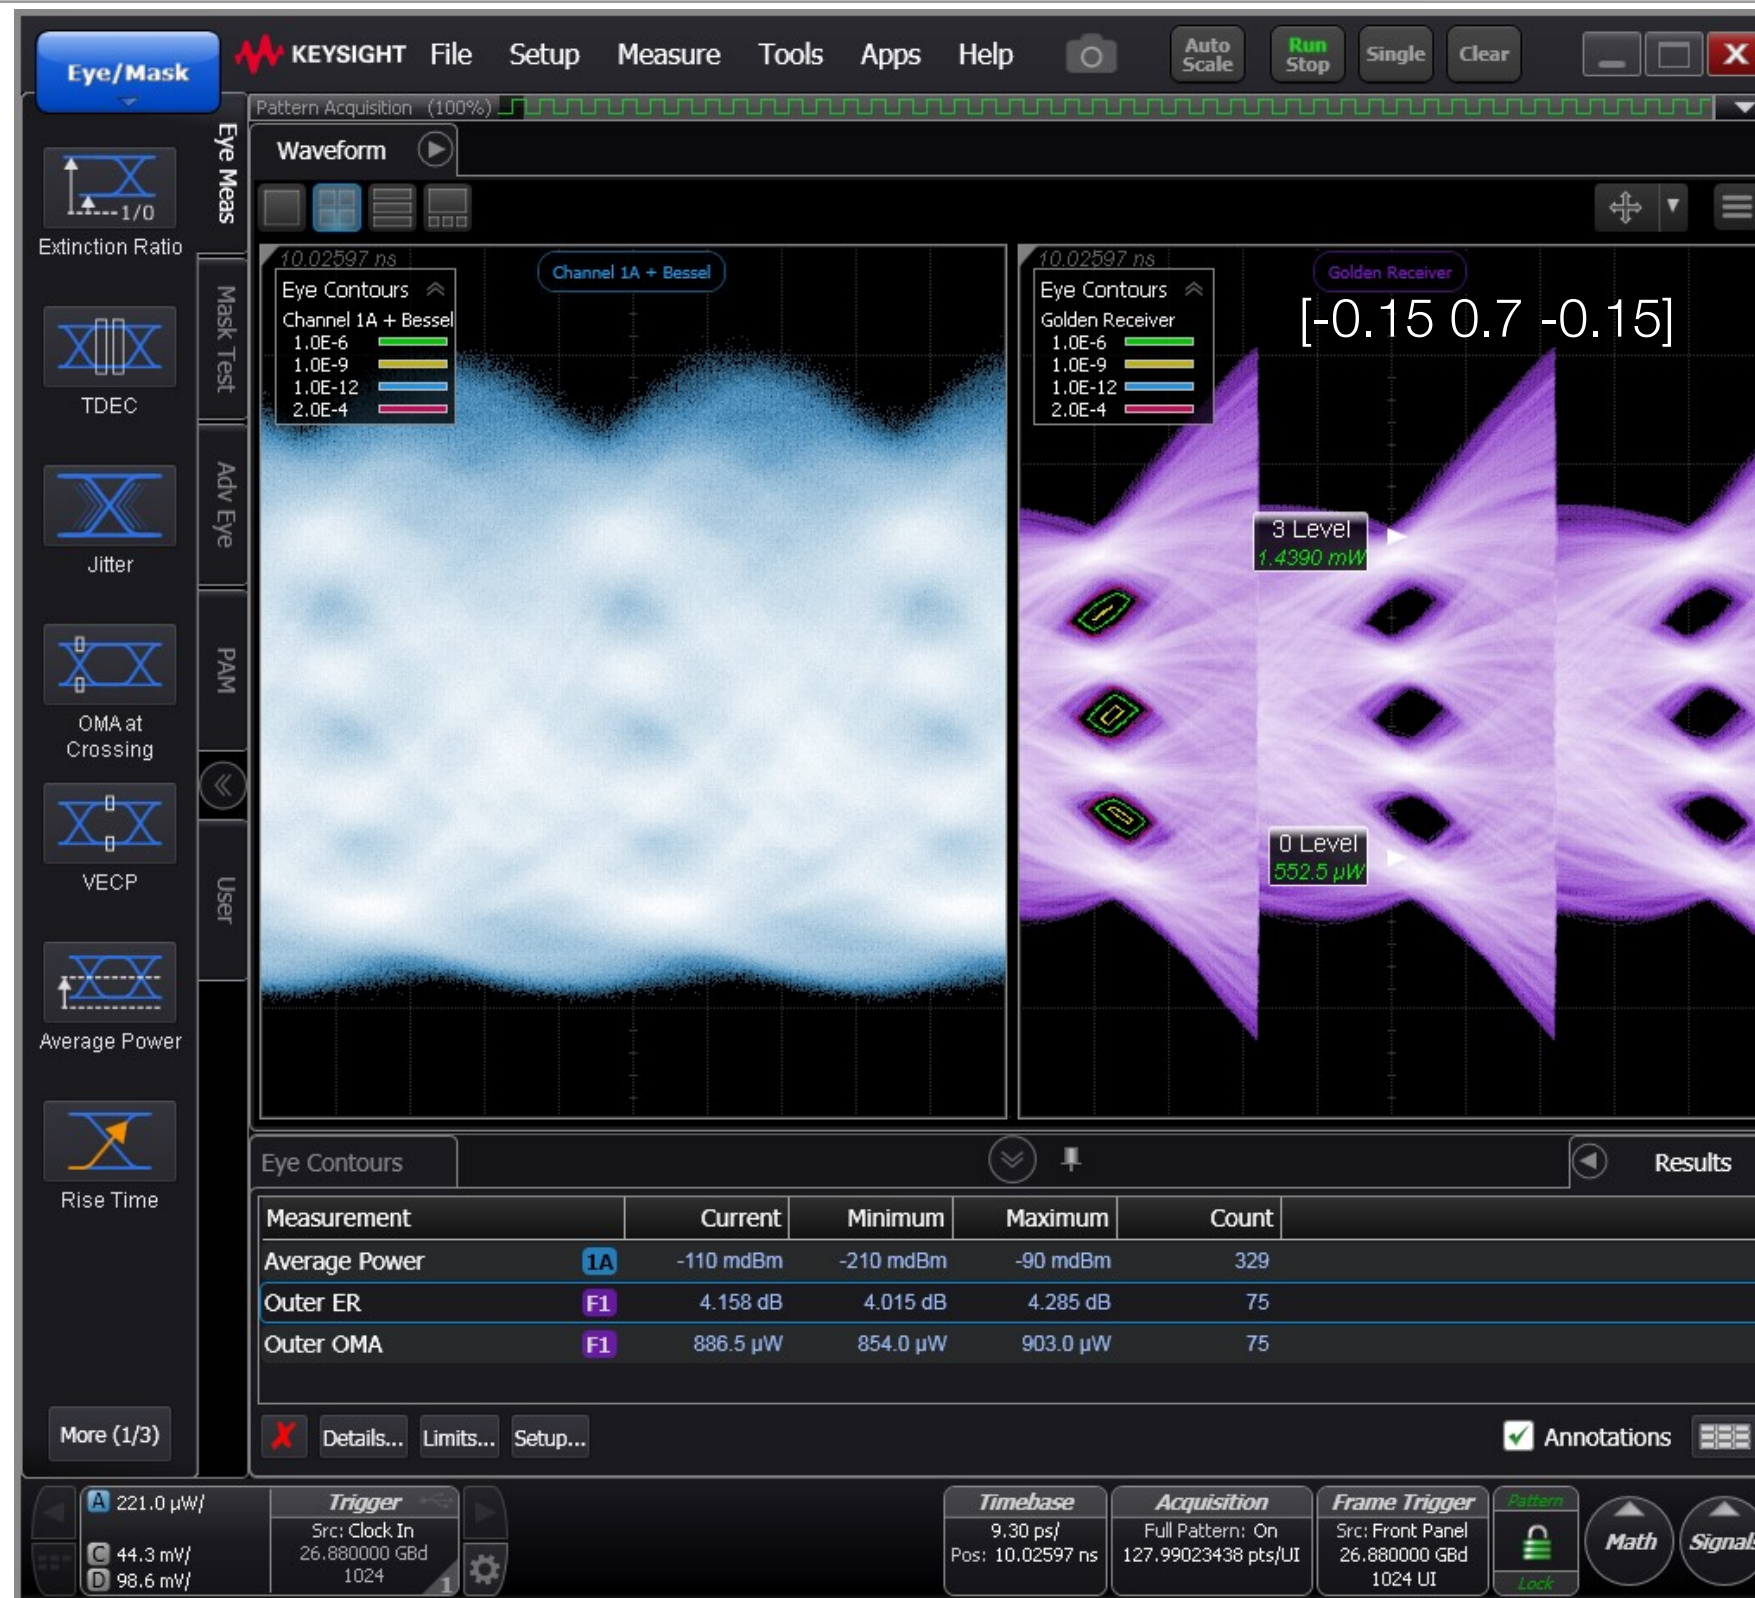 Eye/Mask
KEYSIGHT File Setup Measure Tools Apps Help
Auto Scale
Run Stop
Single
Clear
X
Pattern Acquisition (100%)
Waveform
Eye Meas
Mask Test
Adv Eye
PAM
User
1/0
Extinction Ratio
TDEC
Jitter
OMA at
Crossing
VECP
Average Power
Rise Time
More (1/3)
10.02597 ns
Eye Contours
Channel 1A + Bessel
1.0E-6
1.0E-9
1.0E-12
2.0E-4
Channel 1A + Bessel
10.02597 ns
Eye Contours
Golden Receiver
1.0E-6
1.0E-9
1.0E-12
2.0E-4
Golden Receiver
[-0.15 0.7 -0.15]
3 Level
1.4390 mW
0 Level
552.5 µW
Eye Contours
Results
Measurement Current Minimum Maximum Count
Average Power 1A -110 mdBm -210 mdBm -90 mdBm 329
Outer ER F1 4.158 dB 4.015 dB 4.285 dB 75
Outer OMA F1 886.5 µW 854.0 µW 903.0 µW 75
Details... Limits... Setup...
Annotations
A 221.0 µW/
C 44.3 mV/
D 98.6 mV/
Trigger
Src: Clock In
26.880000 GBd
1024
1
Timebase
9.30 ps/
Pos: 10.02597 ns
Acquisition
Full Pattern: On
127.99023438 pts/UI
Frame Trigger
Src: Front Panel
26.880000 GBd
1024 UI
Pattern
Lock
Math
Signals